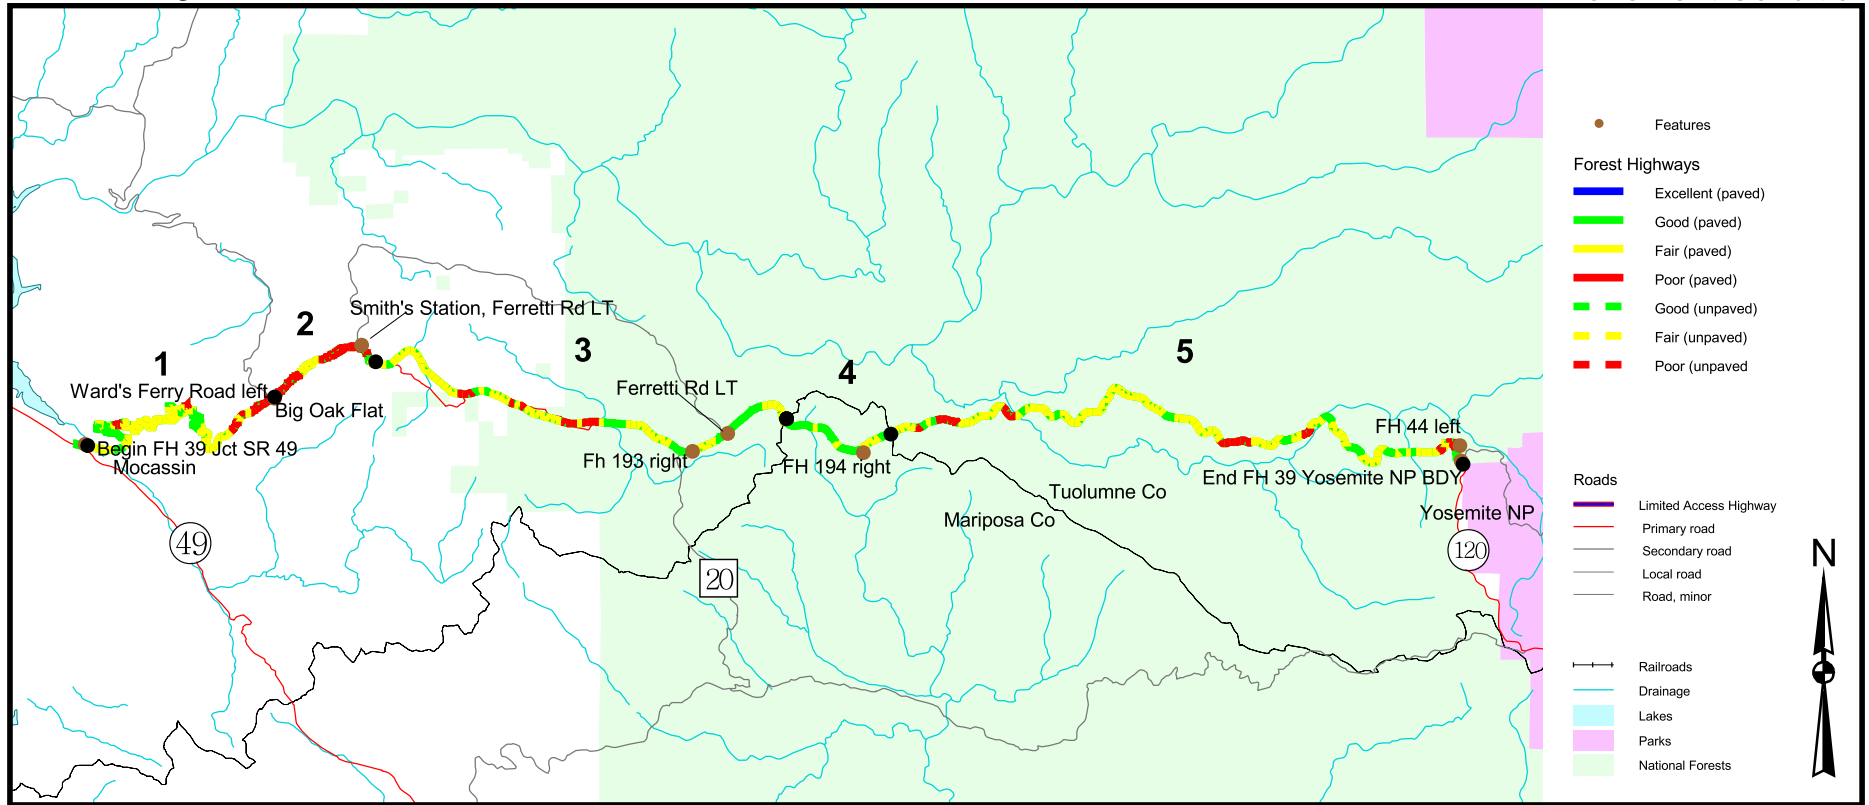 1
2
3
4
5
Smith's Station, Ferretti Rd LT
Ward's Ferry Road left
Big Oak Flat
Begin FH 39 Jct SR 49
Mocassin
Ferretti Rd LT
Fh 193 right
FH 194 right
FH 44 left
End FH 39 Yosemite NP BDY
Tuolumne Co
Mariposa Co
Yosemite NP
49
20
120
Features
Forest Highways
Excellent (paved)
Good (paved)
Fair (paved)
Poor (paved)
Good (unpaved)
Fair (unpaved)
Poor (unpaved
Roads
Limited Access Highway
Primary road
Secondary road
Local road
Road, minor
Railroads
Drainage
Lakes
Parks
National Forests
N